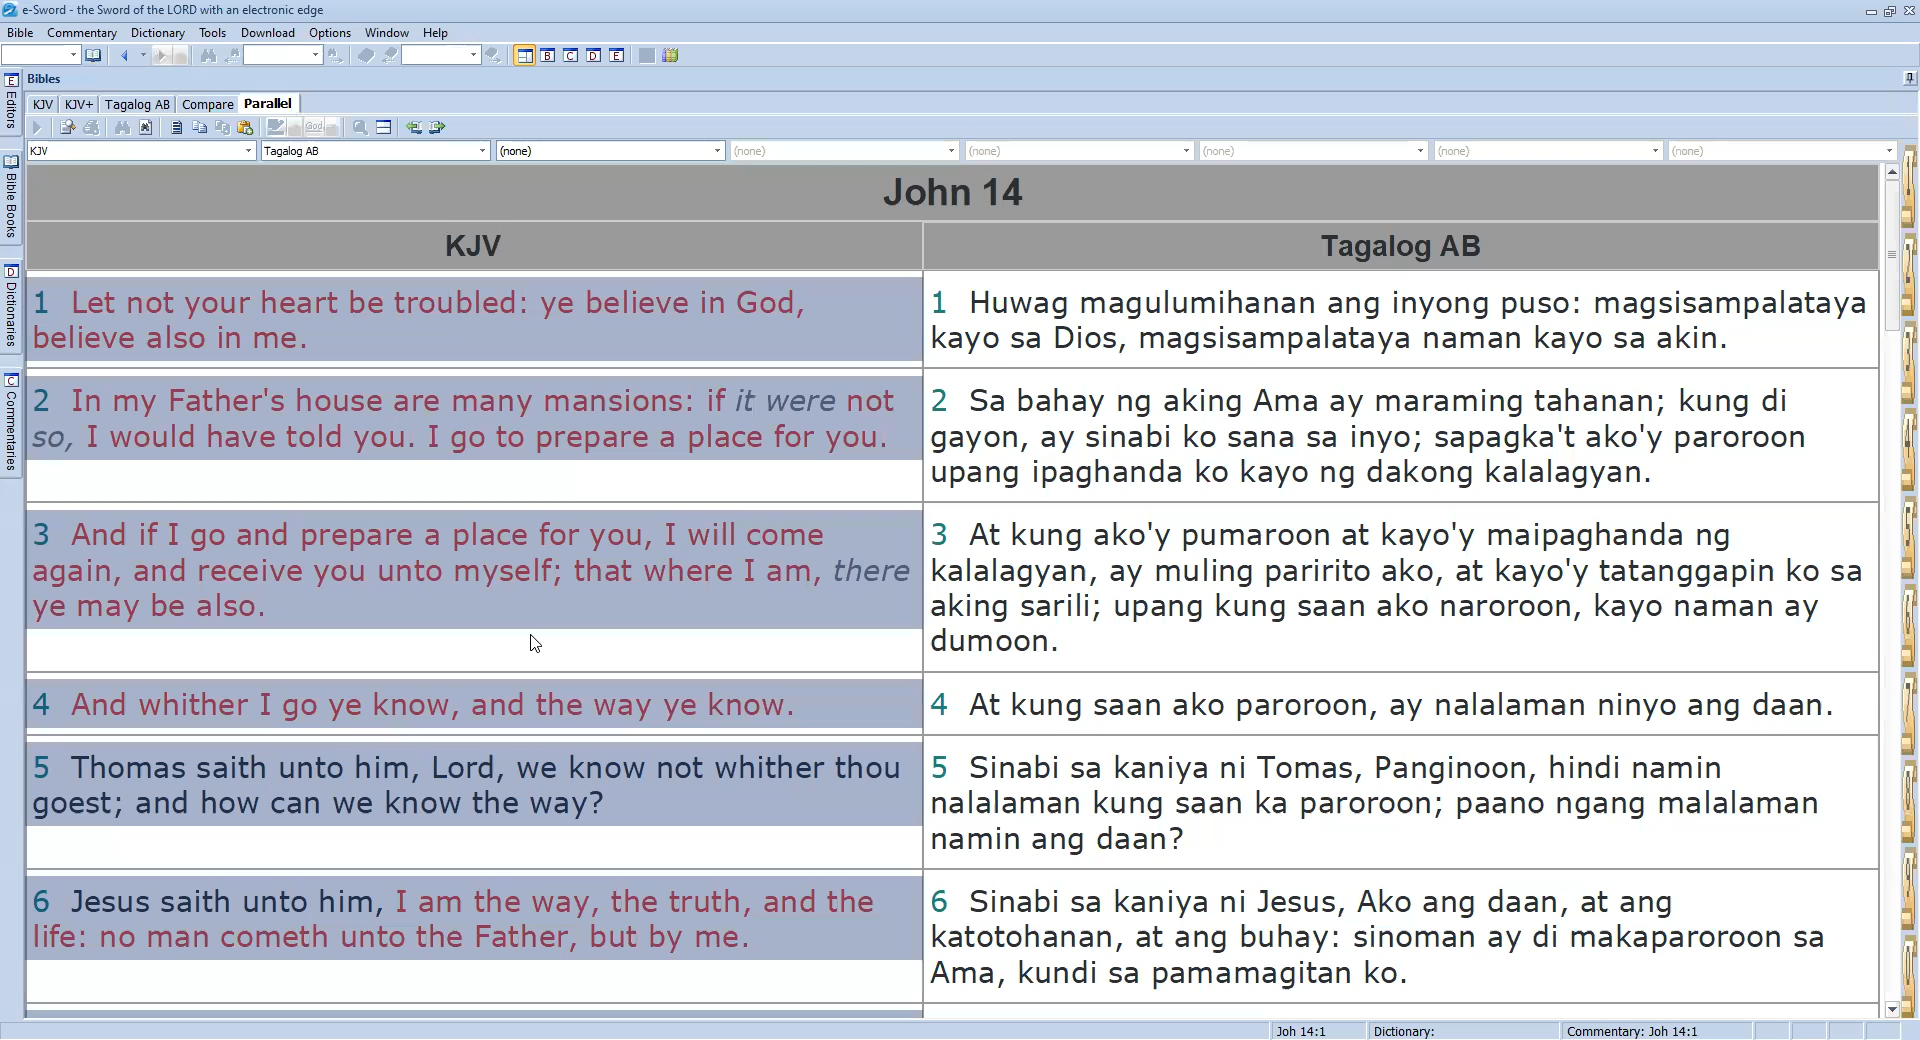 e-Sword - the Sword of the LORD with an electronic edge
Bible Commentary Dictionary Tools Download Options Window Help
B C D E
Bibles
KJV KJV+ Tagalog AB Compare Parallel
God
KJV Tagalog AB (none) (none) (none) (none) (none) (none)
E Editors
Bible Books
D Dictionaries
C Commentaries
John 14
KJV
1 Let not your heart be troubled: ye believe in God,
believe also in me.
2 In my Father's house are many mansions: if it were not
so, I would have told you. I go to prepare a place for you.
3 And if I go and prepare a place for you, I will come
again, and receive you unto myself; that where I am, there
ye may be also.
4 And whither I go ye know, and the way ye know.
5 Thomas saith unto him, Lord, we know not whither thou
goest; and how can we know the way?
6 Jesus saith unto him, I am the way, the truth, and the
life: no man cometh unto the Father, but by me.
Tagalog AB
1 Huwag magulumihanan ang inyong puso: magsisampalataya
kayo sa Dios, magsisampalataya naman kayo sa akin.
2 Sa bahay ng aking Ama ay maraming tahanan; kung di
gayon, ay sinabi ko sana sa inyo; sapagka't ako'y paroroon
upang ipaghanda ko kayo ng dakong kalalagyan.
3 At kung ako'y pumaroon at kayo'y maipaghanda ng
kalalagyan, ay muling paririto ako, at kayo'y tatanggapin ko sa
aking sarili; upang kung saan ako naroroon, kayo naman ay
dumoon.
4 At kung saan ako paroroon, ay nalalaman ninyo ang daan.
5 Sinabi sa kaniya ni Tomas, Panginoon, hindi namin
nalalaman kung saan ka paroroon; paano ngang malalaman
namin ang daan?
6 Sinabi sa kaniya ni Jesus, Ako ang daan, at ang
katotohanan, at ang buhay: sinoman ay di makaparoroon sa
Ama, kundi sa pamamagitan ko.
Joh 14:1 Dictionary: Commentary: Joh 14:1